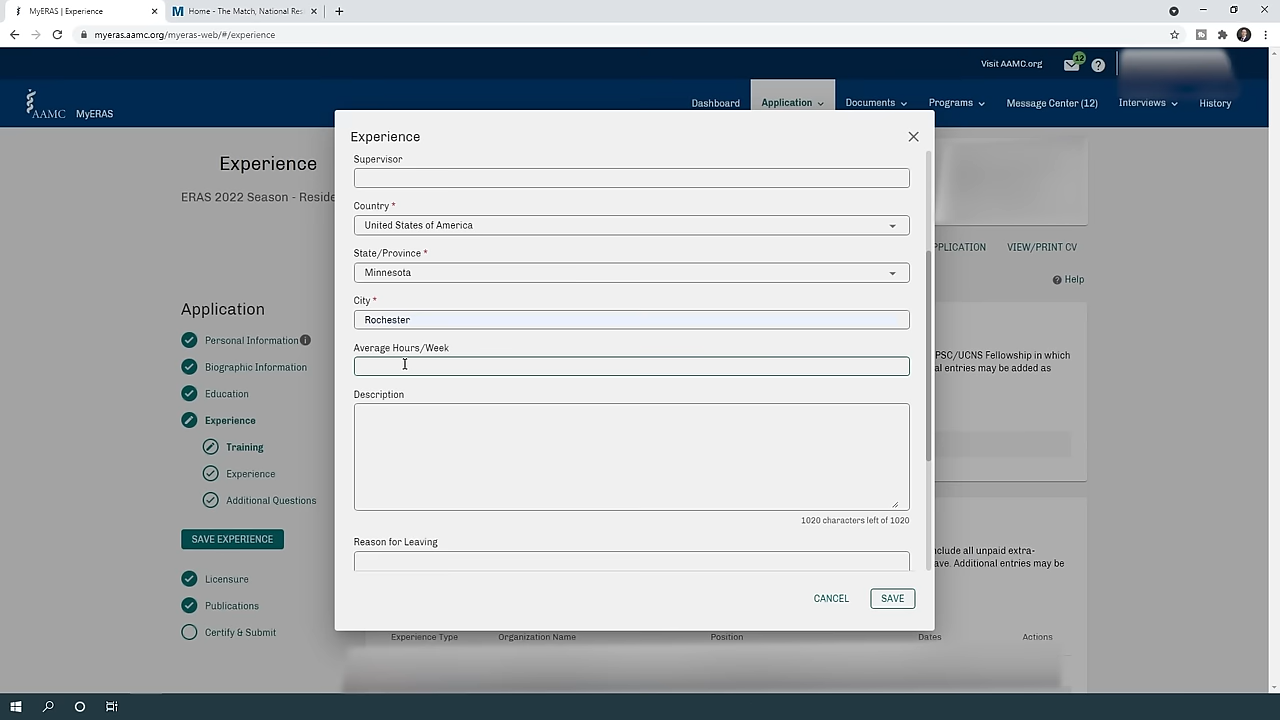 MyERAS | Experience
Home - The Match, National Res
myeras.aamc.org/myeras-web/#/experience
Visit AAMC.org
12
AAMC MyERAS
Dashboard Application Documents Programs Message Center (12) Interviews History
Experience
ERAS 2022 Season - Reside
PPLICATION VIEW/PRINT CV
Help
Application
Personal Information
Biographic Information
Education
Experience
Training
Experience
Additional Questions
SAVE EXPERIENCE
Licensure
Publications
Certify & Submit
Experience
Supervisor
Country *
United States of America
State/Province *
Minnesota
City *
Rochester
Average Hours/Week
Description
1020 characters left of 1020
Reason for Leaving
CANCEL SAVE
PSC/UCNS Fellowship in which
al entries may be added as
nclude all unpaid extra-
ave. Additional entries may be
Experience Type Organization Name Position Dates Actions